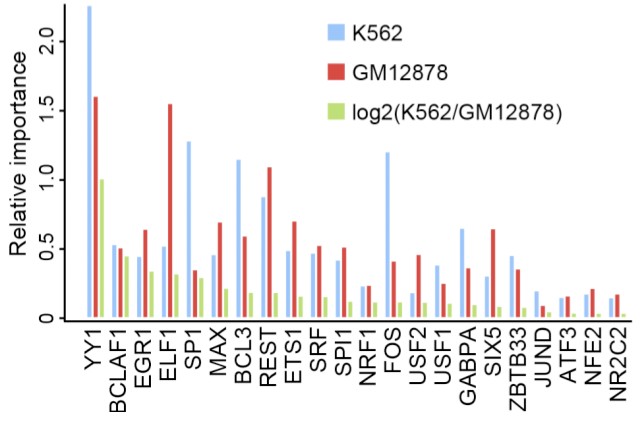 K562
GM12878
log2(K562/GM12878)
Relative importance
2.0
1.5
1.0
0.5
0
YY1
BCLAF1
EGR1
ELF1
SP1
MAX
BCL3
REST
ETS1
SRF
SPI1
NRF1
FOS
USF2
USF1
GABPA
SIX5
ZBTB33
JUND
ATF3
NFE2
NR2C2